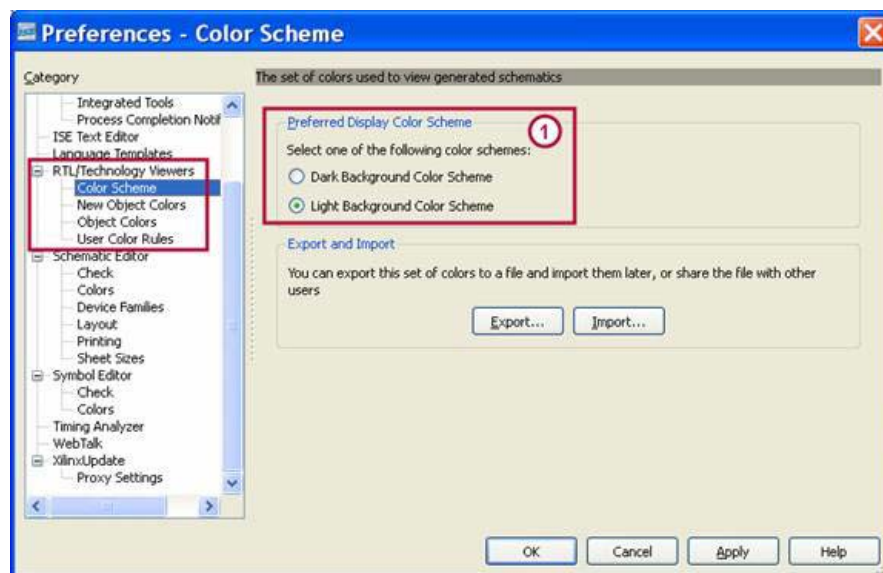 Preferences - Color Scheme
Category
Integrated Tools
Process Completion Notif
ISE Text Editor
Language Templates
RTL/Technology Viewers
Color Scheme
New Object Colors
Object Colors
User Color Rules
Schematic Editor
Check
Colors
Device Families
Layout
Printing
Sheet Sizes
Symbol Editor
Check
Colors
Timing Analyzer
WebTalk
XilinxUpdate
Proxy Settings
The set of colors used to view generated schematics
Preferred Display Color Scheme
1
Select one of the following color schemes:
Dark Background Color Scheme
Light Background Color Scheme
Export and Import
You can export this set of colors to a file and import them later, or share the file with other
users
Export...
Import...
OK
Cancel
Apply
Help